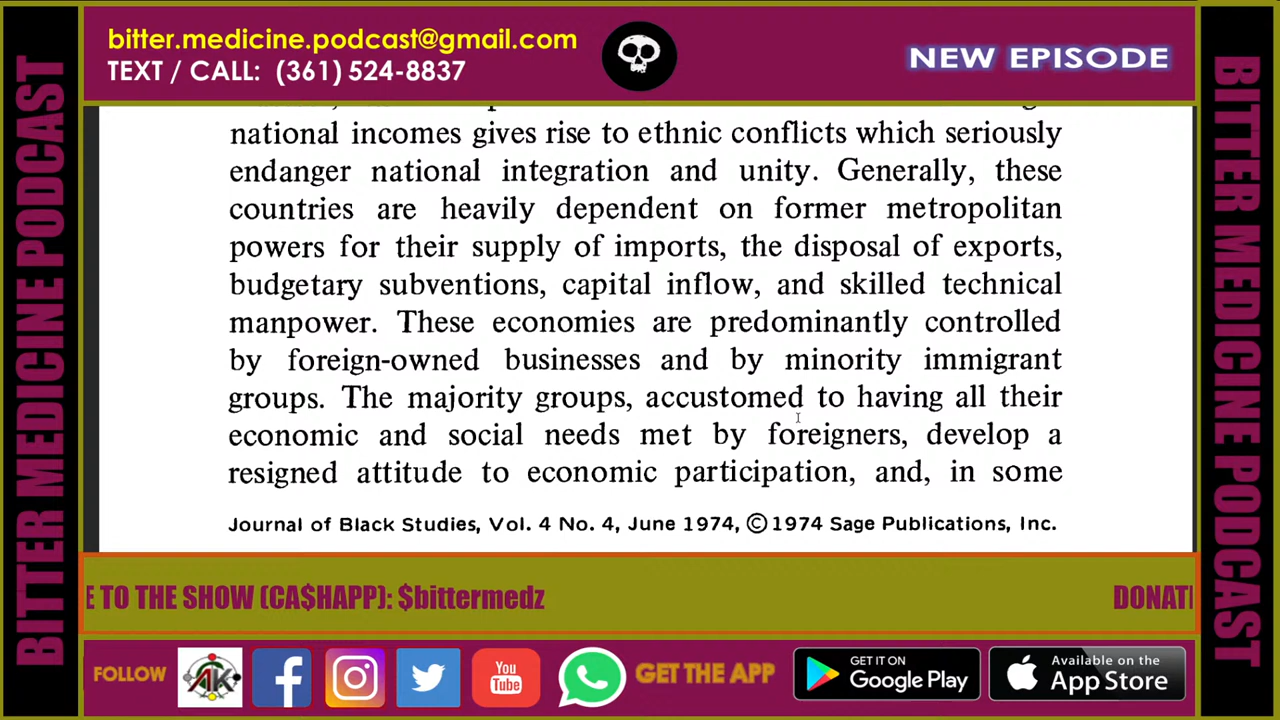 bitter.medicine.podcast@gmail.com
TEXT / CALL: (361) 524-8837
NEW EPISODE
BITTER MEDICINE PODCAST
national incomes gives rise to ethnic conflicts which seriously
endanger national integration and unity. Generally, these
countries are heavily dependent on former metropolitan
powers for their supply of imports, the disposal of exports,
budgetary subventions, capital inflow, and skilled technical
manpower. These economies are predominantly controlled
by foreign-owned businesses and by minority immigrant
groups. The majority groups, accustomed to having all their
economic and social needs met by foreigners, develop a
resigned attitude to economic participation, and, in some
Journal of Black Studies, Vol. 4 No. 4, June 1974, © 1974 Sage Publications, Inc.
BITTER MEDICINE PODCAST
E TO THE SHOW (CA$HAPP): $bittermedz
DONATI
FOLLOW
ATK
You
Tube
GET THE APP
GET IT ON
Google Play
Available on the
App Store